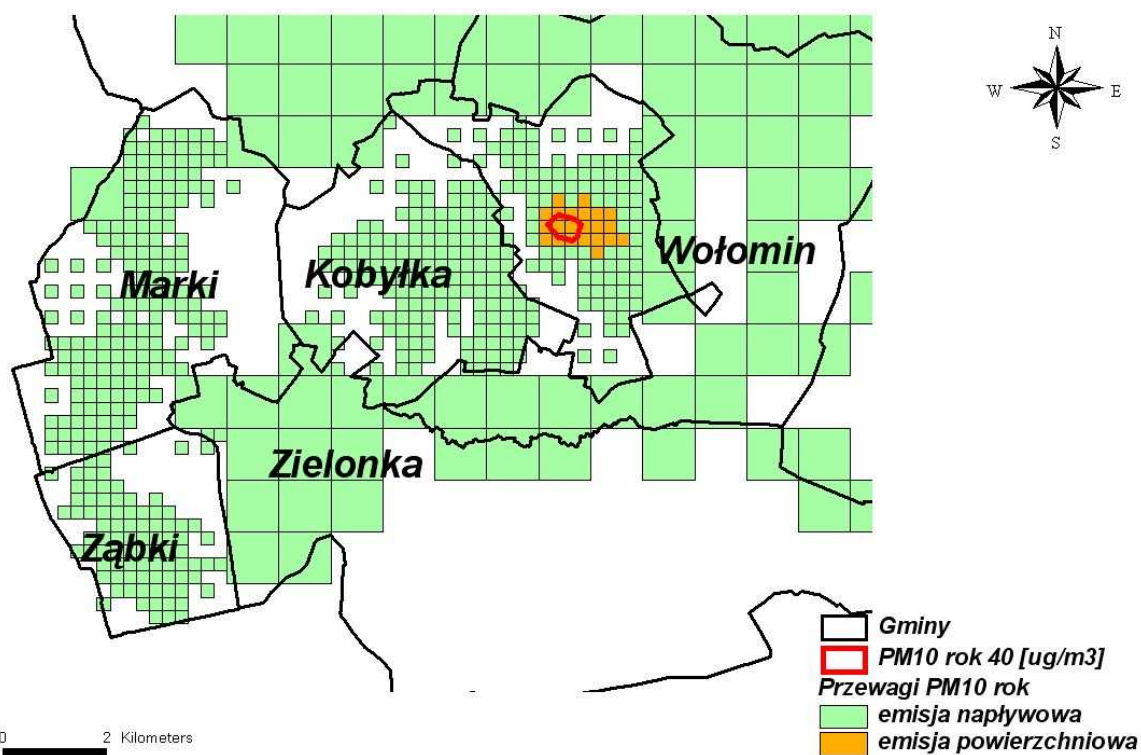 N
W E
S
Wołomin
Kobyłka
Marki
Zielonka
Ząbki
Gminy
PM10 rok 40 [ug/m3]
Przewagi PM10 rok
emisja napływowa
emisja powierzchniowa
0 2 Kilometers